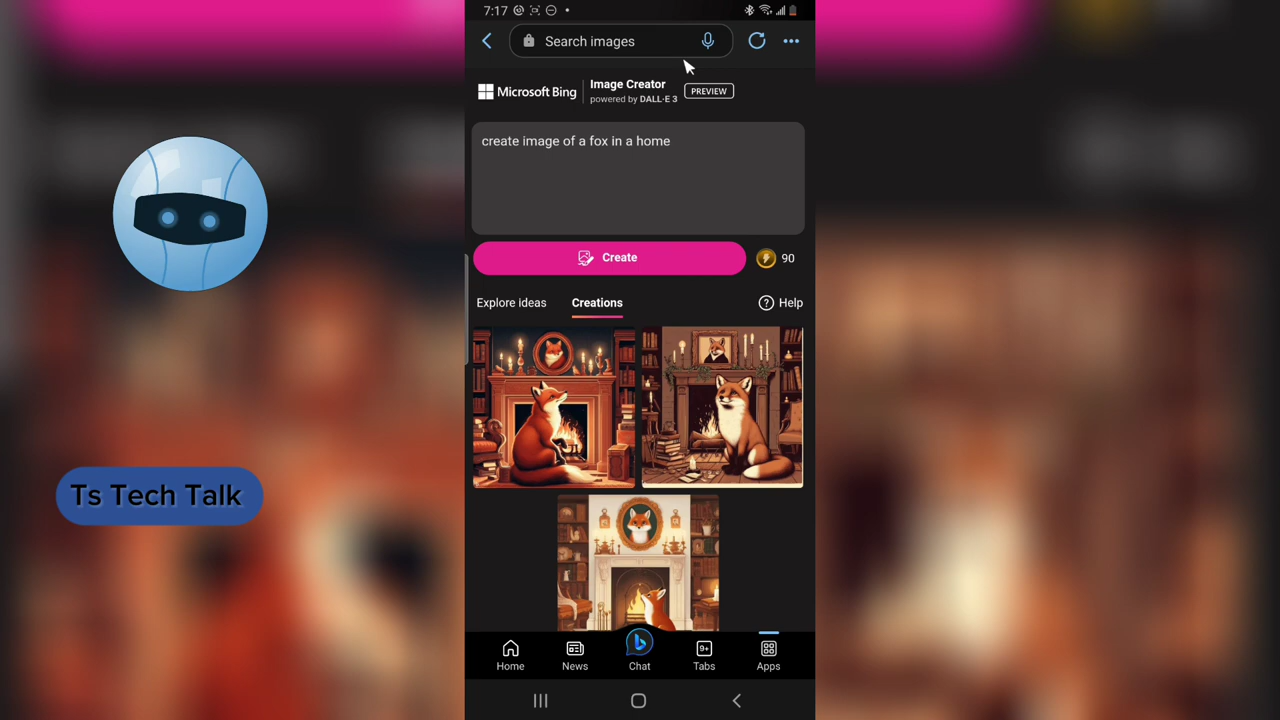 7:17
Search images
Microsoft Bing
Image Creator
powered by DALL·E 3
PREVIEW
create image of a fox in a home
Create
90
Explore ideas
Creations
Help
Ts Tech Talk
9+
Home
News
Chat
Tabs
Apps